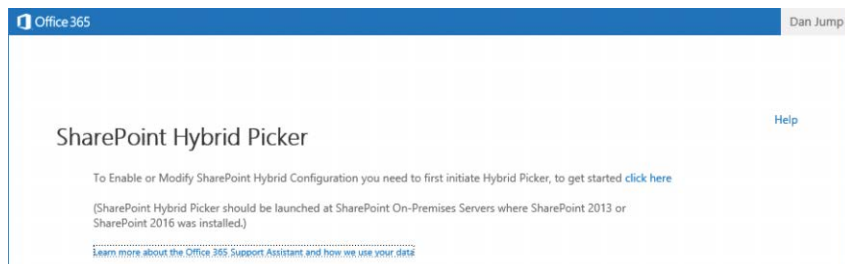 Office 365
Dan Jump
Help
SharePoint Hybrid Picker
To Enable or Modify SharePoint Hybrid Configuration you need to first initiate Hybrid Picker, to get started click here
(SharePoint Hybrid Picker should be launched at SharePoint On-Premises Servers where SharePoint 2013 or
SharePoint 2016 was installed.)
Learn more about the Office 365 Support Assistant and how we use your data